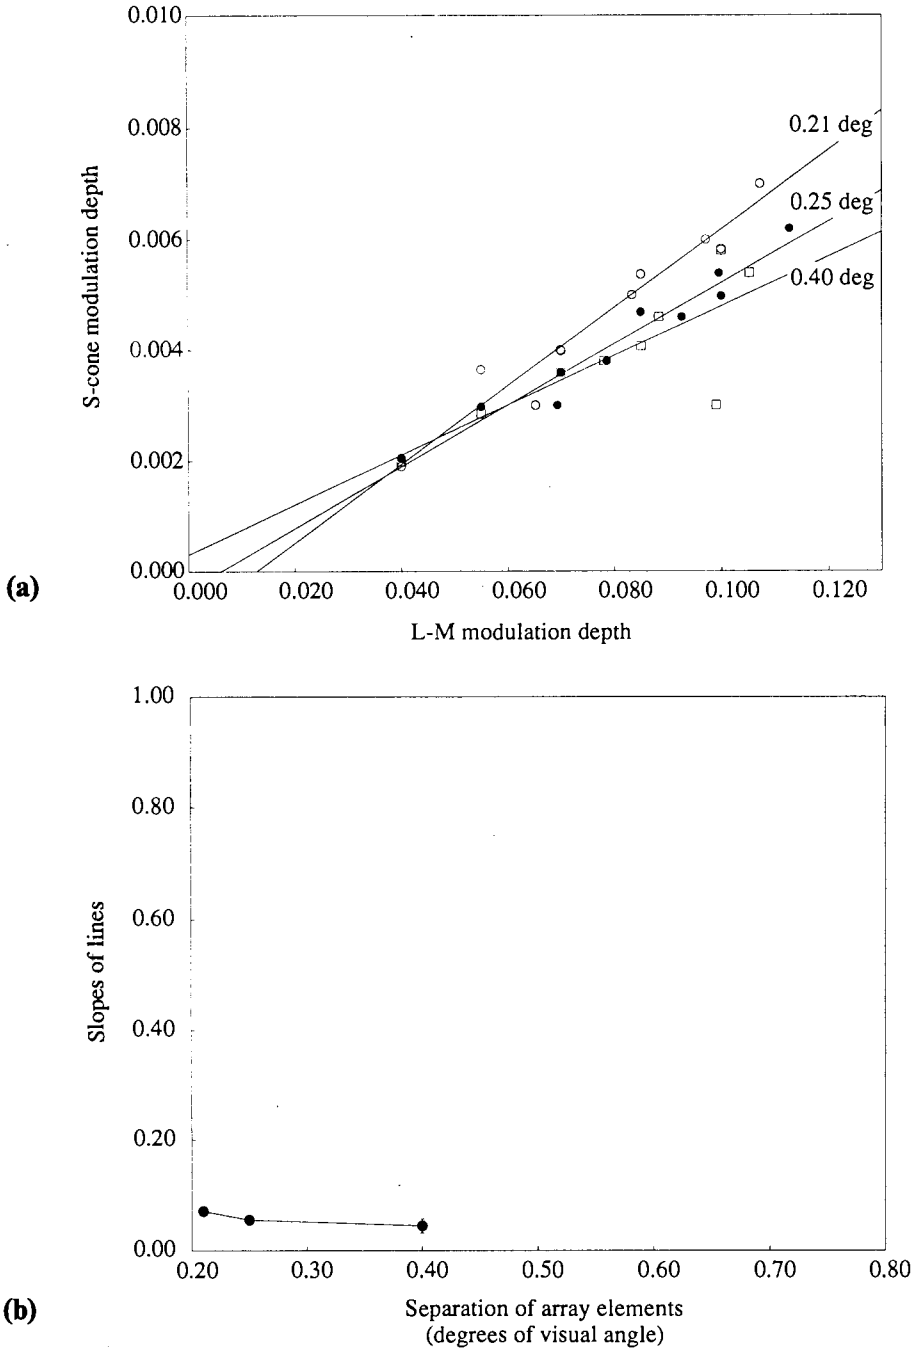 0.010
0.008
0.006
0.004
0.002
0.000
S-cone modulation depth
0.21 deg
0.25 deg
0.40 deg
(a)
0.000 0.020 0.040 0.060 0.080 0.100 0.120
L-M modulation depth
1.00
0.80
0.60
0.40
0.20
0.00
Slopes of lines
0.20 0.30 0.40 0.50 0.60 0.70 0.80
(b)
Separation of array elements
(degrees of visual angle)